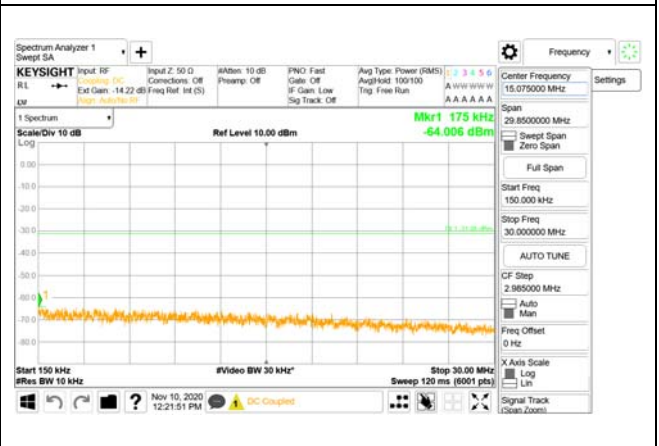 Spectrum Analyzer 1
Swept SA
+
Frequency
KEYSIGHT
RL
Input: RF
Coupling: DC
Ext Gain: -14.22 dB
Align: Auto/No RF
Input Z: 50 Ω
Corrections: Off
Freq Ref: Int (S)
#Atten: 10 dB
Preamp: Off
PNO: Fast
Gate: Off
IF Gain: Low
Sig Track: Off
Avg Type: Power (RMS)
Avg|Hold: 100/100
Trig: Free Run
1 2 3 4 5 6
A W W W W W
A A A A A A
1 Spectrum
Scale/Div 10 dB
Ref Level 10.00 dBm
Mkr1 175 kHz
-64.006 dBm
Log
0.00
-10.0
-20.0
-30.0
-40.0
-50.0
-60.0
-70.0
-80.0
1
Start 150 kHz
#Res BW 10 kHz
#Video BW 30 kHz*
Stop 30.00 MHz
Sweep 120 ms (6001 pts)
Nov 10, 2020
12:21:51 PM
DC Coupled
Center Frequency
15.075000 MHz
Settings
Span
29.8500000 MHz
Swept Span
Zero Span
Full Span
Start Freq
150.000 kHz
Stop Freq
30.000000 MHz
AUTO TUNE
CF Step
2.985000 MHz
Auto
Man
Freq Offset
0 Hz
X Axis Scale
Log
Lin
Signal Track
(Span Zoom)